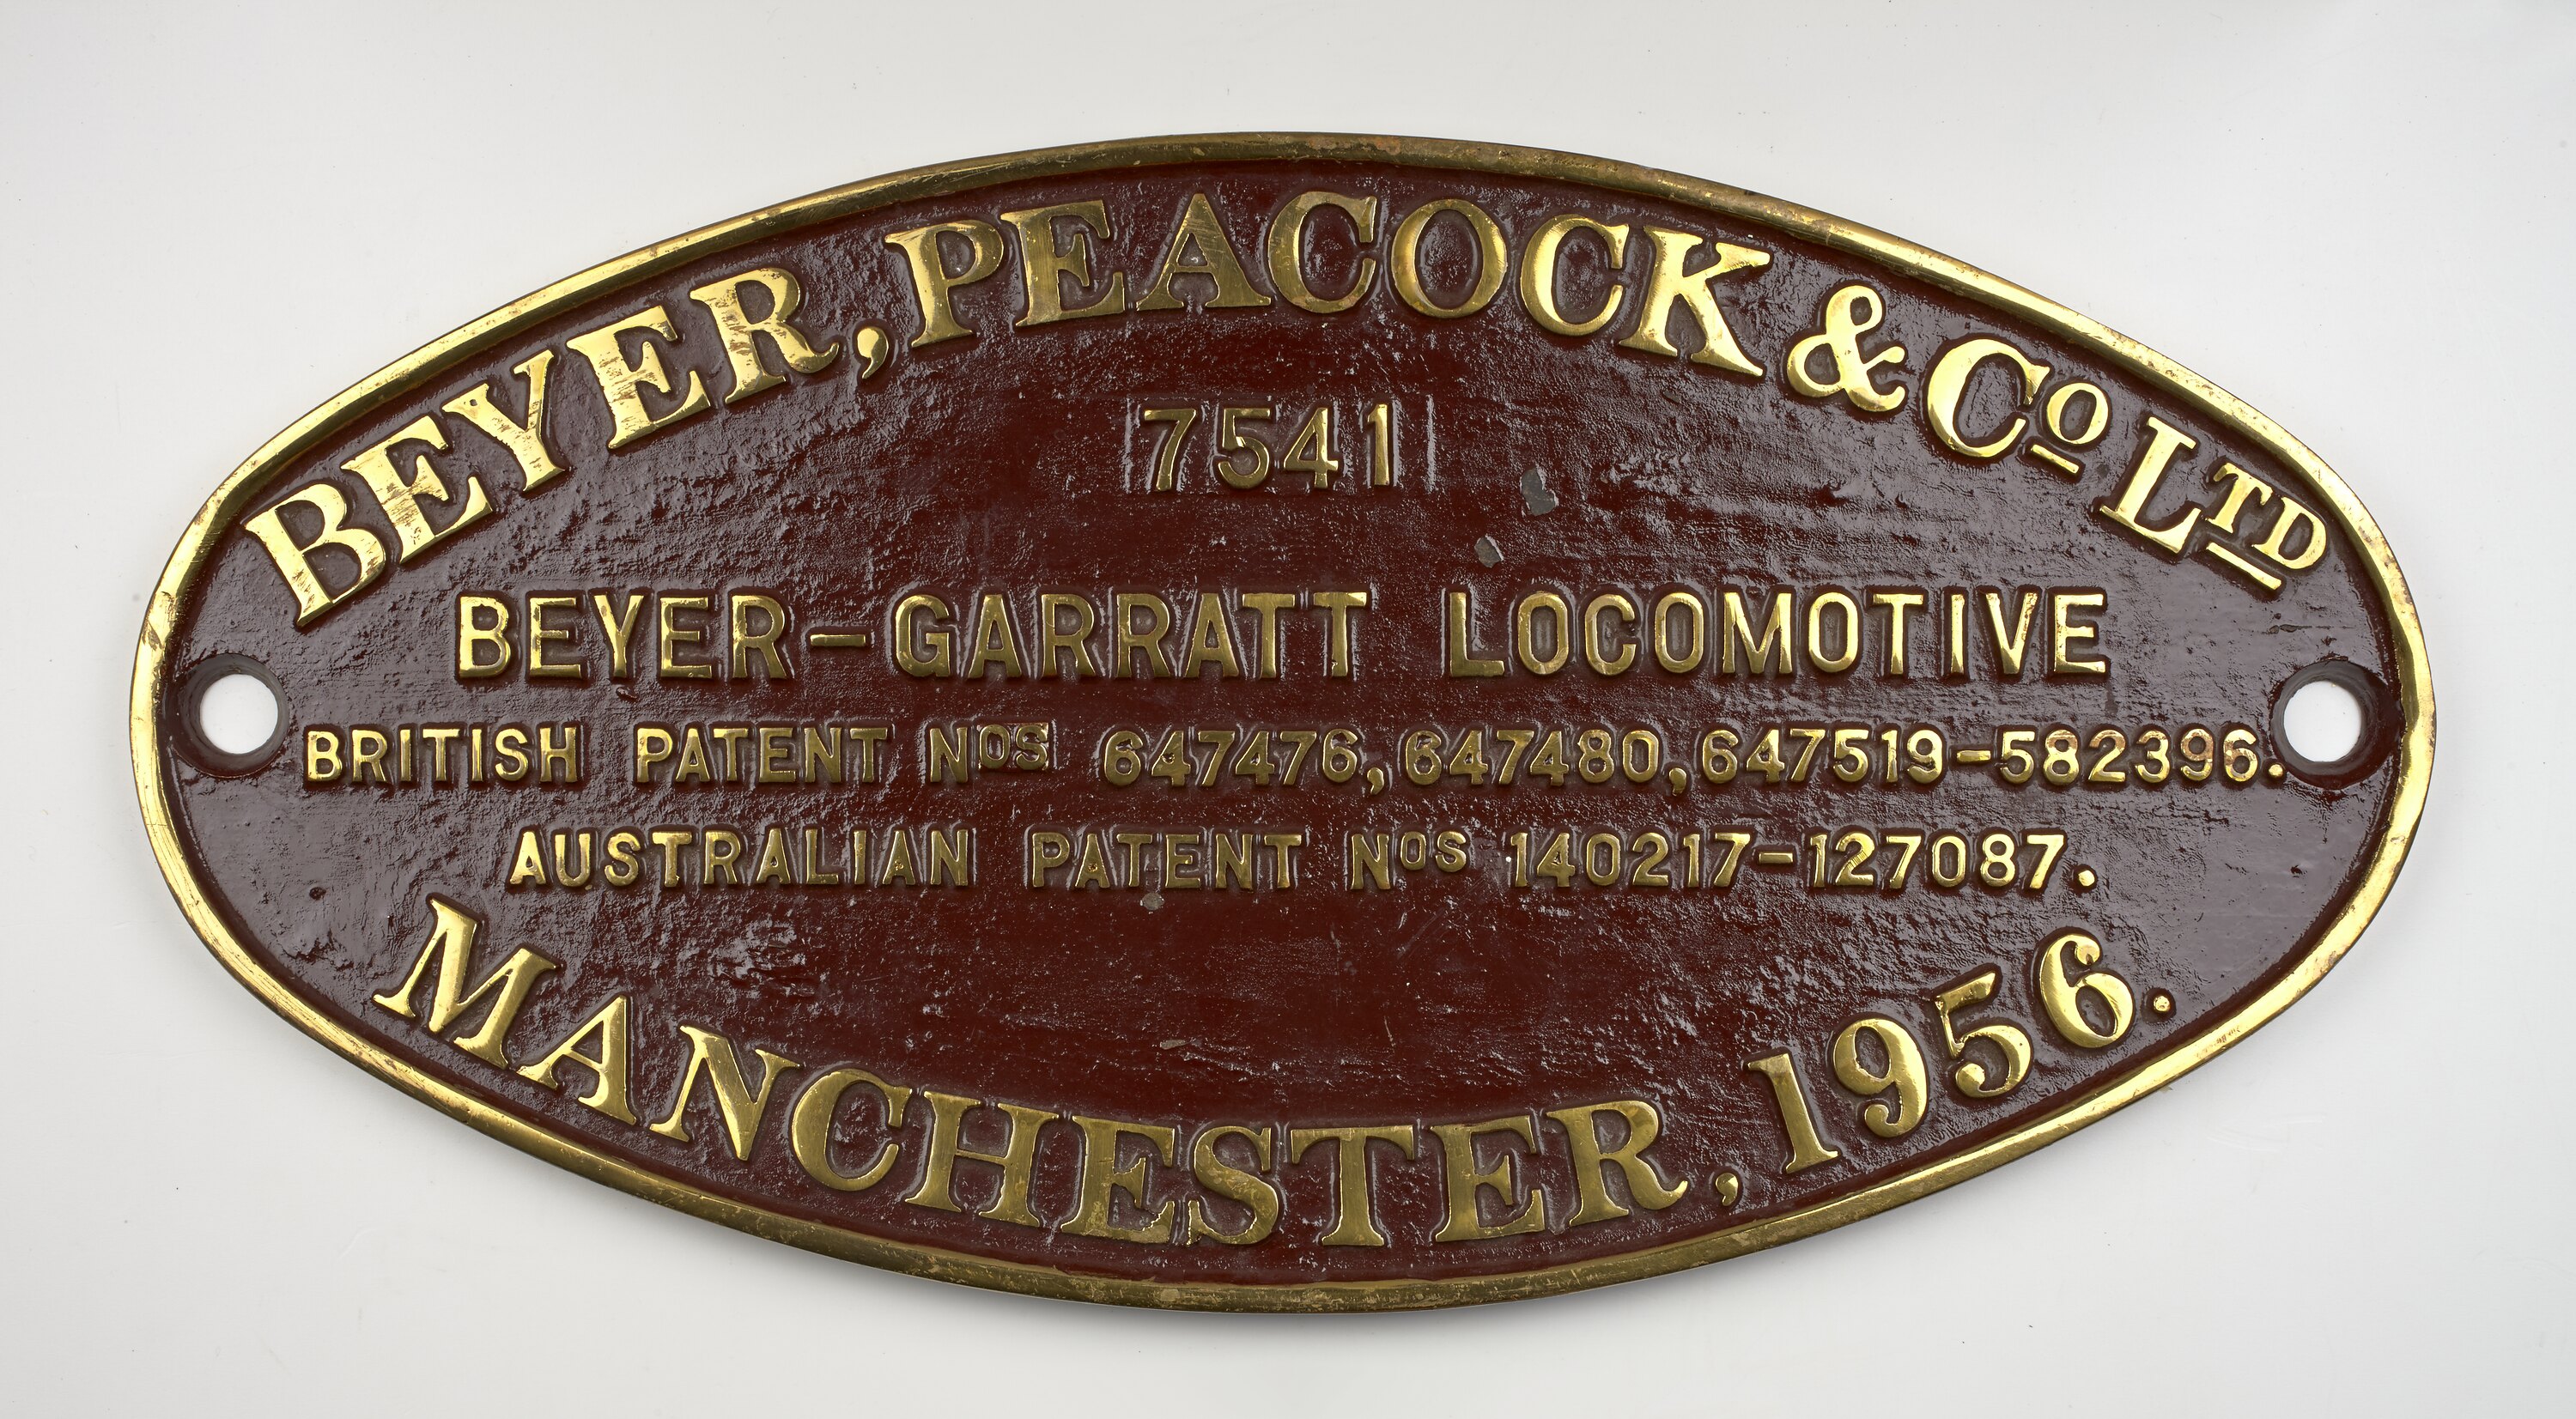 BEYER, PEACOCK & Co LTD
7541
BEYER-GARRATT LOCOMOTIVE
BRITISH PATENT Nos 647476, 647480, 647519-582396.
AUSTRALIAN PATENT Nos 140217-127087.
MANCHESTER, 1956.